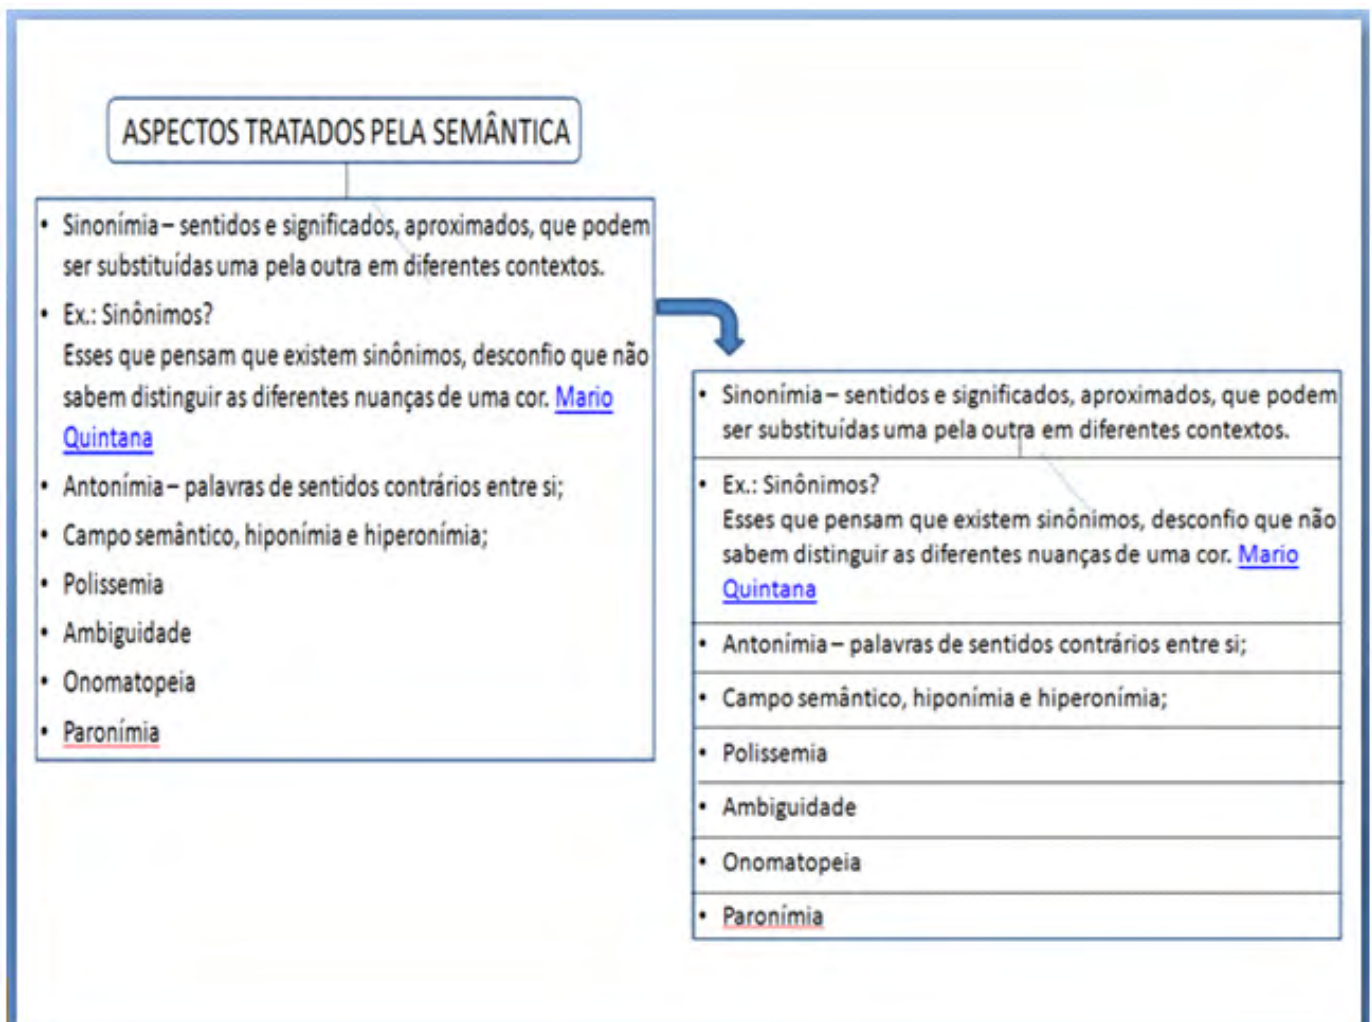 ASPECTOS TRATADOS PELA SEMÂNTICA
• Sinonímia – sentidos e significados, aproximados, que podem
ser substituídas uma pela outra em diferentes contextos.
• Ex.: Sinônimos?
Esses que pensam que existem sinônimos, desconfio que não
sabem distinguir as diferentes nuanças de uma cor. Mario
Quintana
• Antonímia – palavras de sentidos contrários entre si;
• Campo semântico, hiponímia e hiperonímia;
• Polissemia
• Ambiguidade
• Onomatopeia
• Paronímia
• Sinonímia – sentidos e significados, aproximados, que podem
ser substituídas uma pela outra em diferentes contextos.
• Ex.: Sinônimos?
Esses que pensam que existem sinônimos, desconfio que não
sabem distinguir as diferentes nuanças de uma cor. Mario
Quintana
• Antonímia – palavras de sentidos contrários entre si;
• Campo semântico, hiponímia e hiperonímia;
• Polissemia
• Ambiguidade
• Onomatopeia
• Paronímia